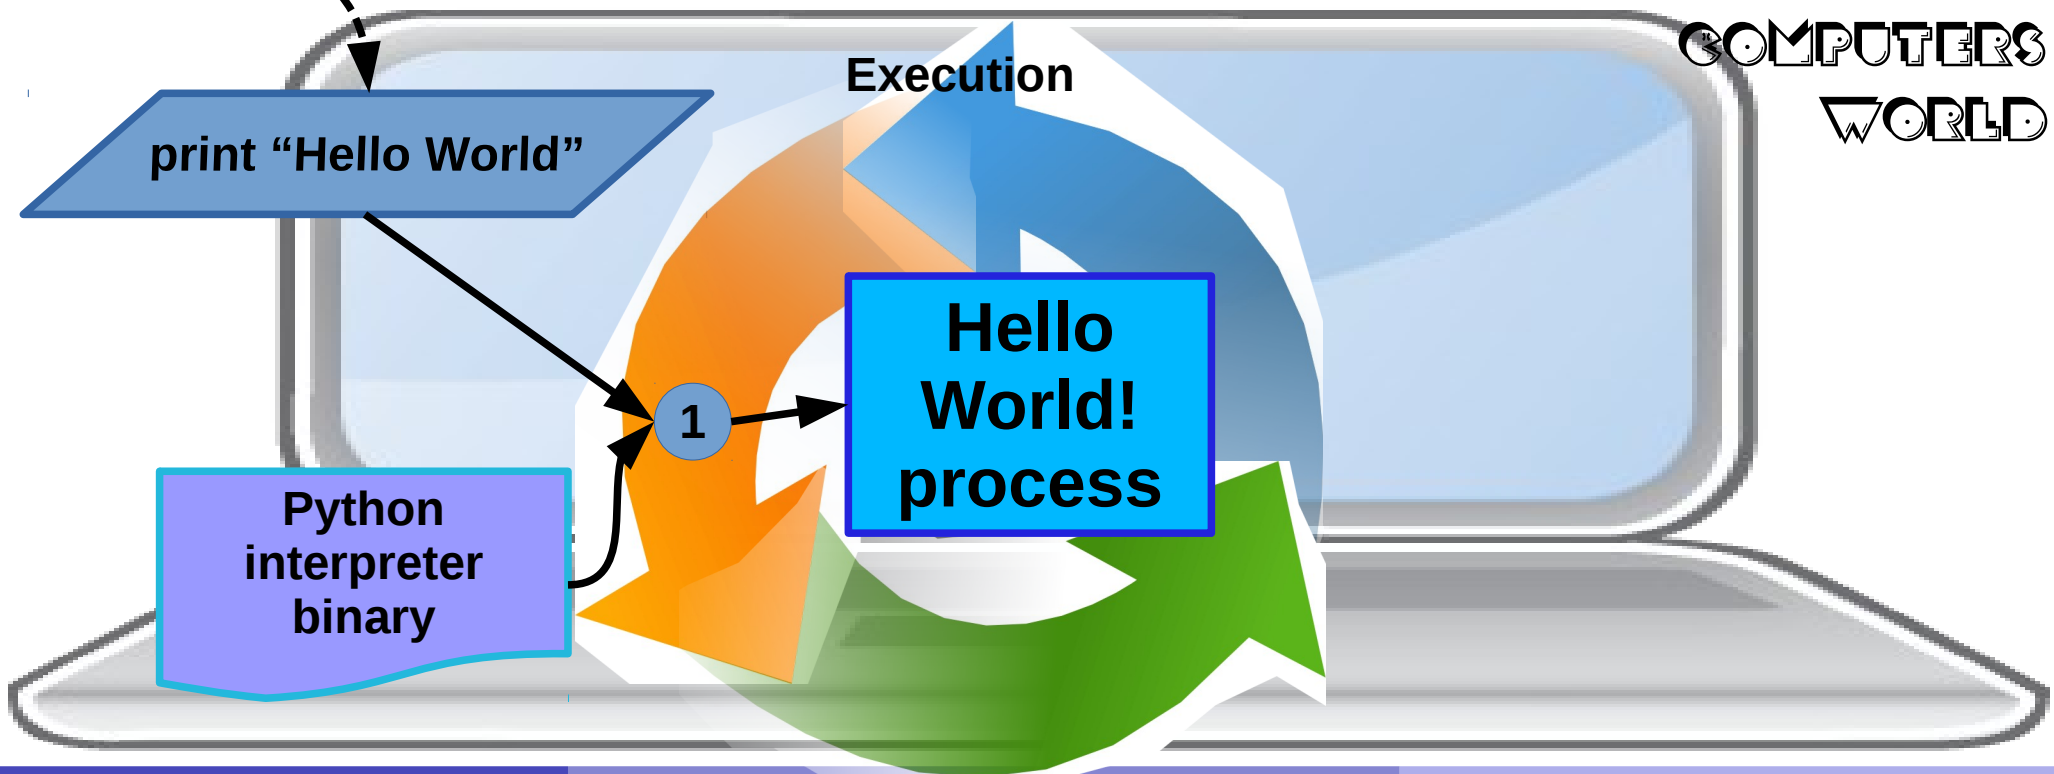 COMPUTERS
WORLD
Execution
print “Hello World”
Hello
World!
process
1
Python
interpreter
binary